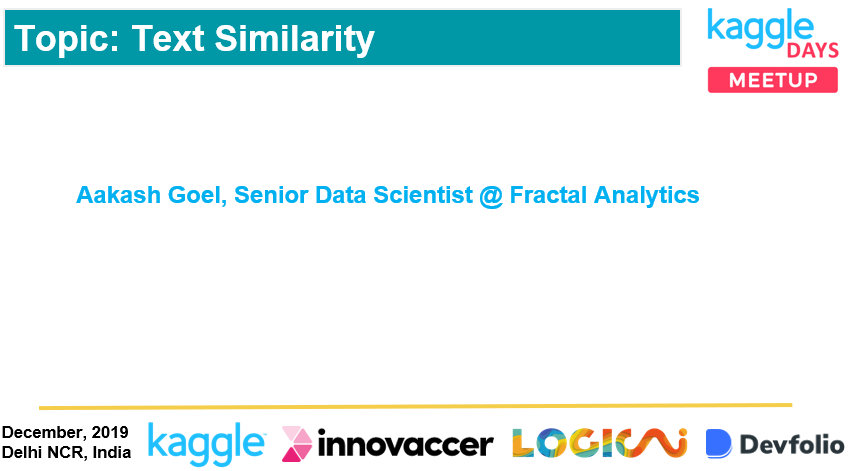 Topic: Text Similarity
kaggle
DAYS
MEETUP
Aakash Goel, Senior Data Scientist @ Fractal Analytics
December, 2019
Delhi NCR, India
kaggle
innovaccer
LOGICAI
Devfolio